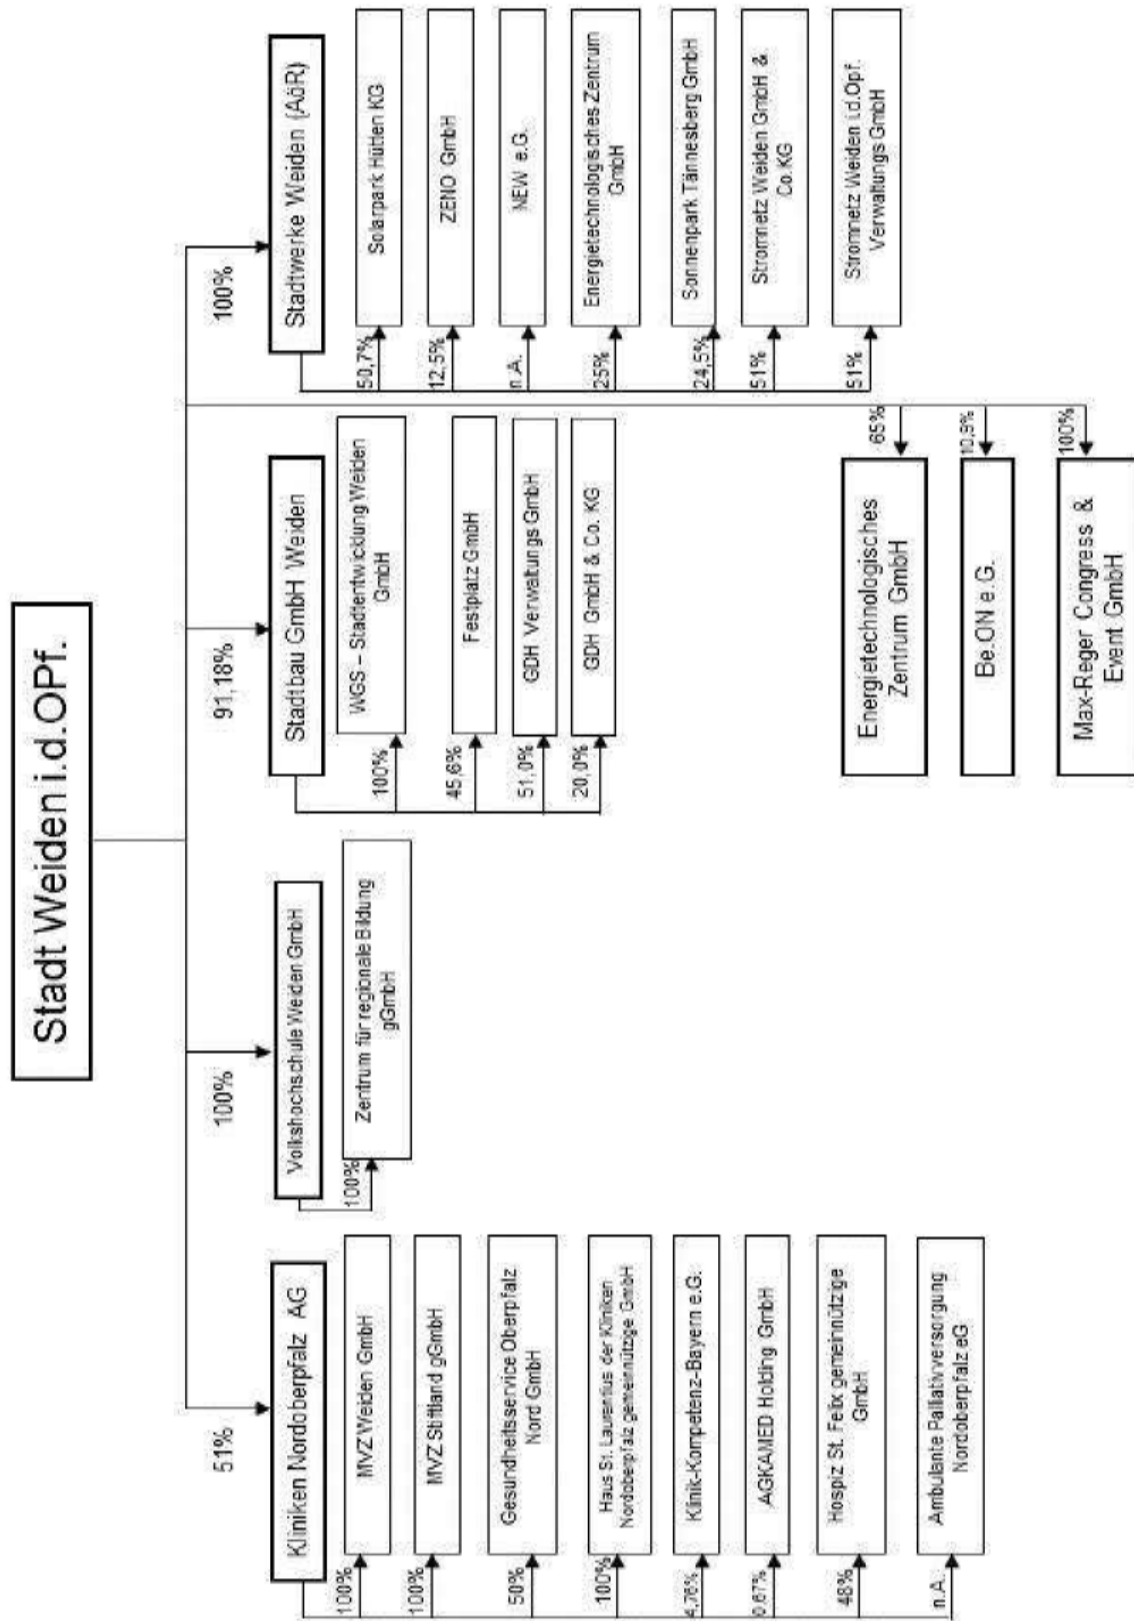 Stadt Weiden i.d.OPf.
51%
Kliniken Nordoberpfalz AG
100%
MVZ Weiden GmbH
100%
MVZ Stiftland gGmbH
50%
Gesundheitsservice Oberpfalz
Nord GmbH
100%
Haus St. Laurentius der Kliniken
Nordoberpfalz gemeinnützige GmbH
4,76%
Klinik-Kompetenz-Bayern e.G.
0,67%
AGKAMED Holding GmbH
48%
Hospiz St. Felix gemeinnützige
GmbH
n.A.
Ambulante Palliativversorgung
Nordoberpfalz eG
100%
Volkshochschule Weiden GmbH
100%
Zentrum für regionale Bildung
gGmbH
91,18%
Stadtbau GmbH Weiden
100%
WGS – Stadtentwicklung Weiden
GmbH
45,6%
Festplatz GmbH
51,0%
GDH Verwaltungs GmbH
20,0%
GDH GmbH & Co. KG
100%
Stadtwerke Weiden (AöR)
50,7%
Solarpark Hütten KG
12,5%
ZENO GmbH
n.A.
NEW e.G.
25%
Energietechnologisches Zentrum
GmbH
24,5%
Sonnenpark Tännesberg GmbH
51%
Stromnetz Weiden GmbH &
Co.KG
51%
Stromnetz Weiden i.d.Opf.
Verwaltungs GmbH
65%
Energietechnologisches
Zentrum GmbH
10,9%
Be.ON e.G.
100%
Max-Reger Congress &
Event GmbH